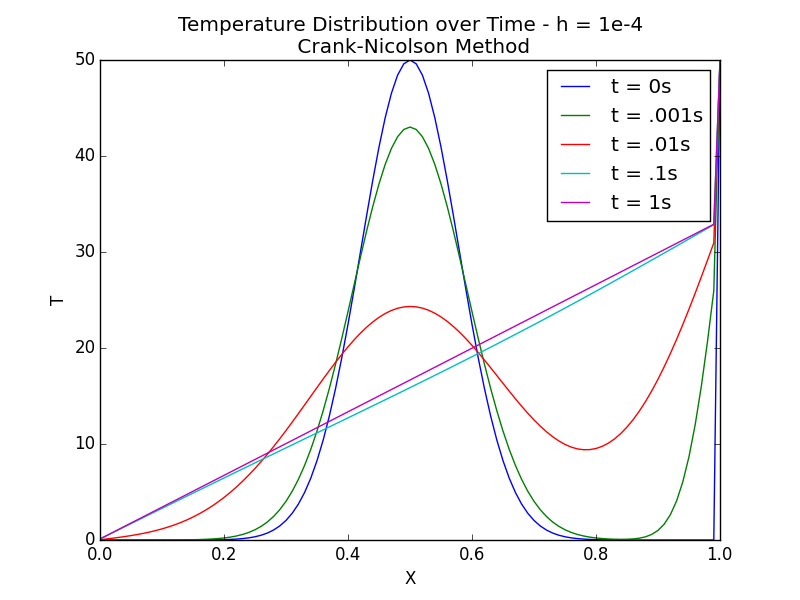 Temperature Distribution over Time - h = 1e-4
Crank-Nicolson Method
50
40
30
20
10
0
T
t = 0s
t = .001s
t = .01s
t = .1s
t = 1s
0.0 0.2 0.4 0.6 0.8 1.0
X